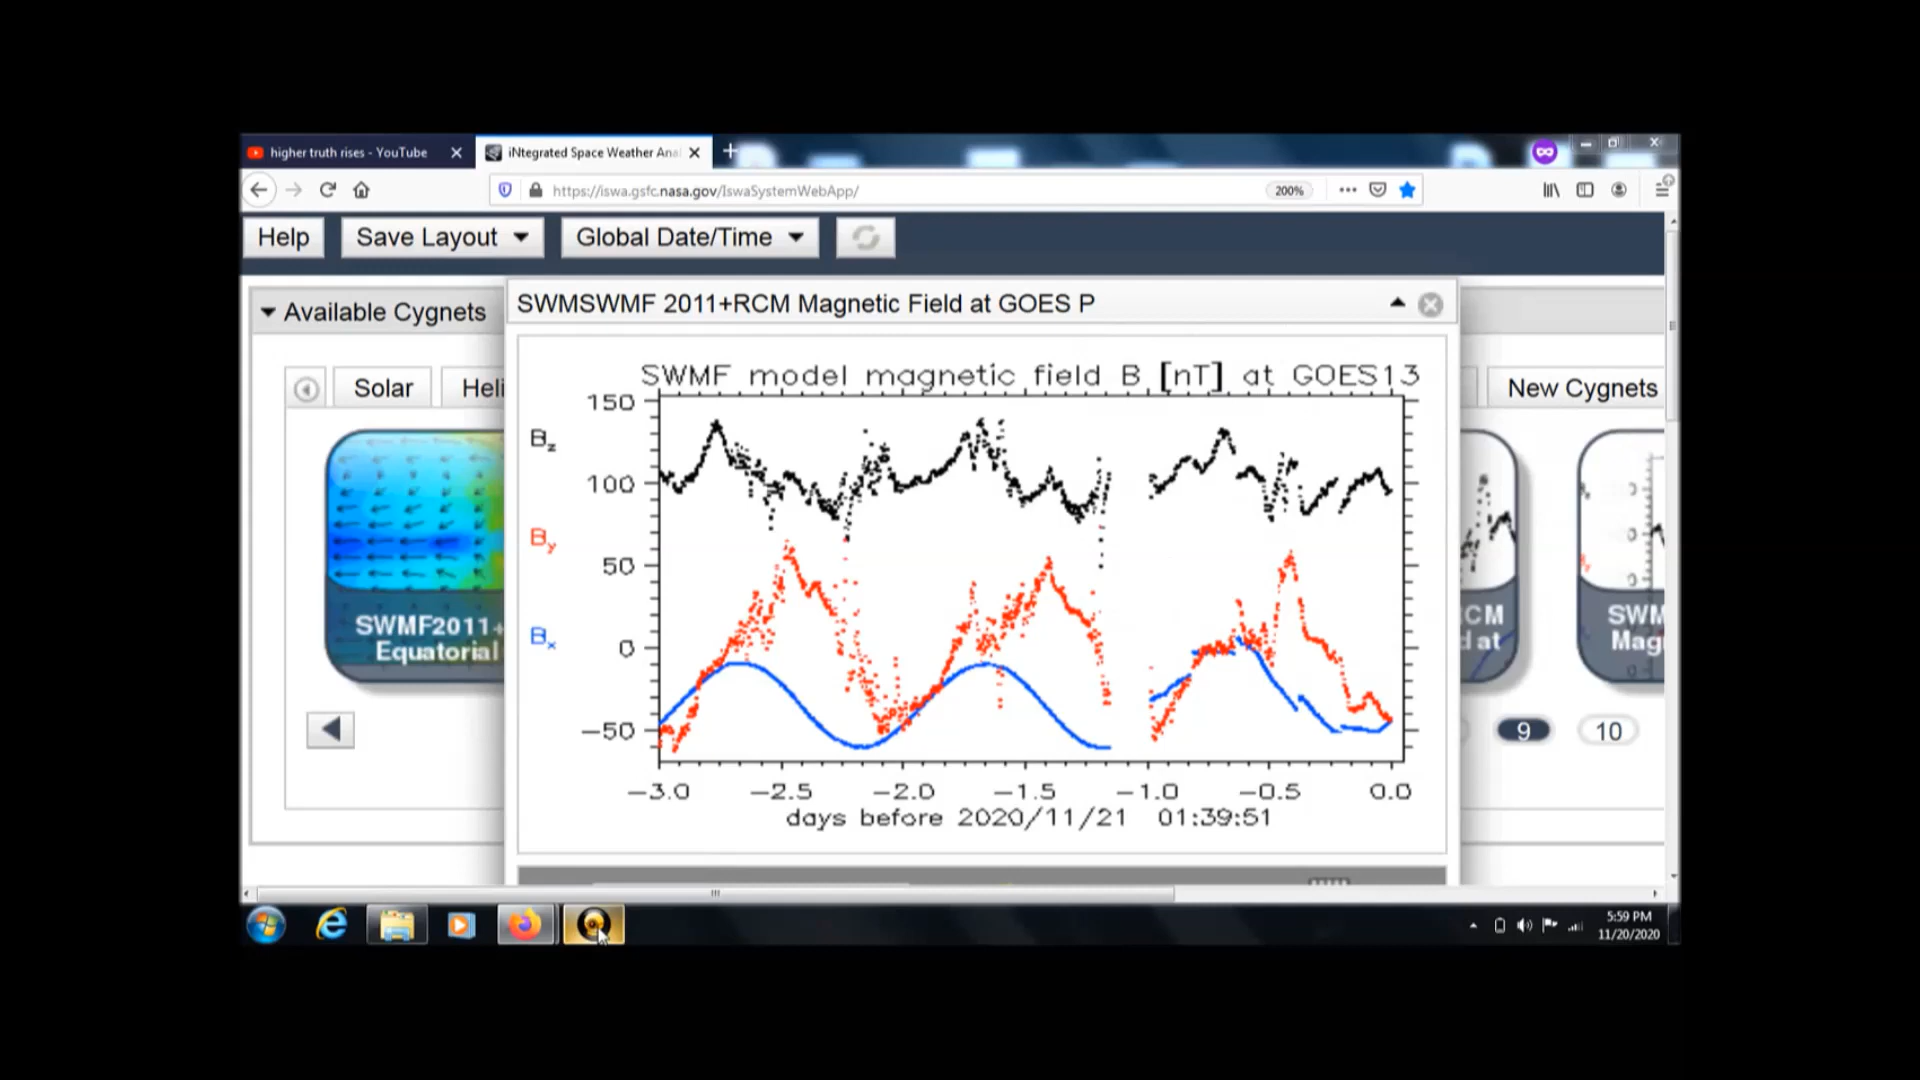 higher truth rises - YouTube
iNtegrated Space Weather Ana
https://iswa.gsfc.nasa.gov/IswaSystemWebApp/
200%
Help
Save Layout
Global Date/Time
Available Cygnets
SWMSWMF 2011+RCM Magnetic Field at GOES P
Solar
Heli
New Cygnets
SWMF model magnetic field B [nT] at GOES13
150
100
50
0
-50
Bz
By
Bx
-3.0 -2.5 -2.0 -1.5 -1.0 -0.5 0.0
days before 2020/11/21 01:39:51
SWMF2011+
Equatorial
RCM
d at
SWM
Mag
9
10
5:59 PM
11/20/2020